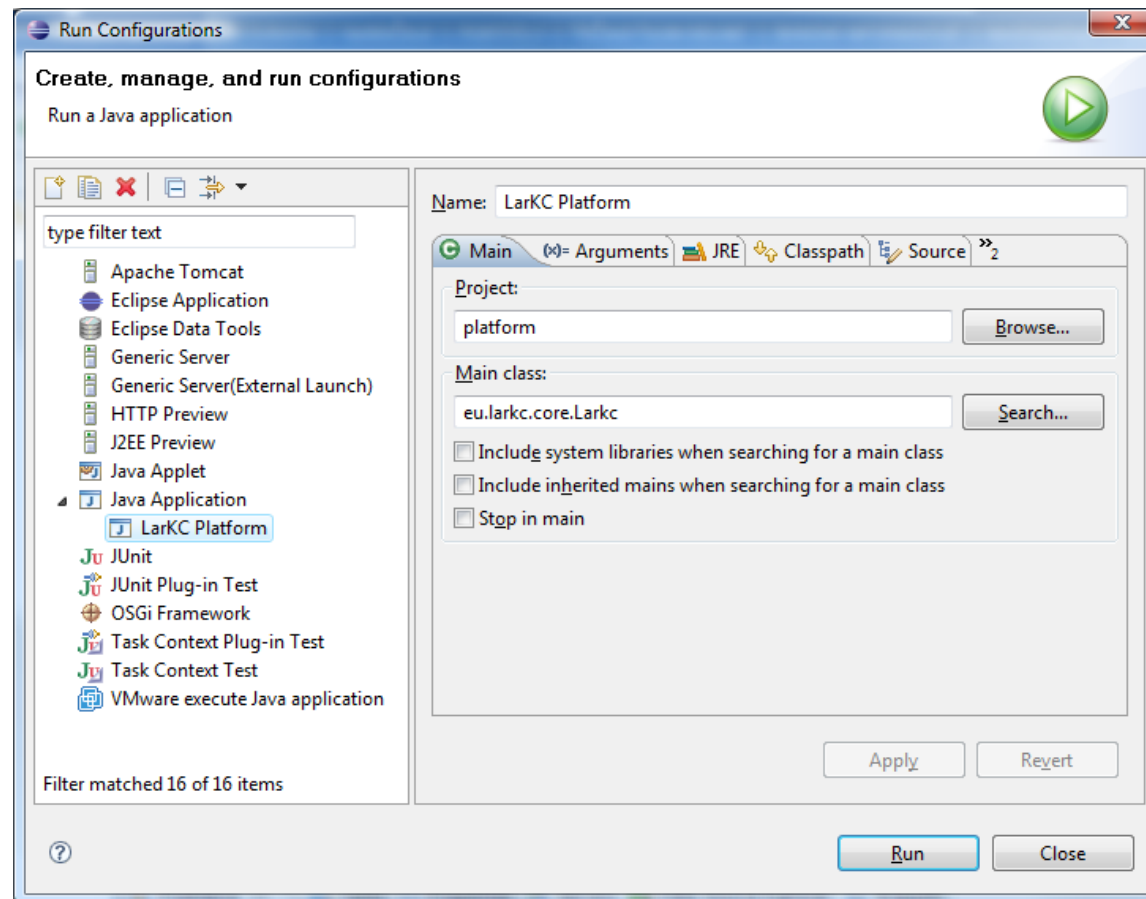 Run Configurations
Create, manage, and run configurations
Run a Java application
type filter text
Apache Tomcat
Eclipse Application
Eclipse Data Tools
Generic Server
Generic Server(External Launch)
HTTP Preview
J2EE Preview
Java Applet
Java Application
LarKC Platform
JUnit
JUnit Plug-in Test
OSGi Framework
Task Context Plug-in Test
Task Context Test
VMware execute Java application
Filter matched 16 of 16 items
Name: LarKC Platform
Main (x)= Arguments JRE Classpath Source »2
Project:
platform Browse...
Main class:
eu.larkc.core.Larkc Search...
Include system libraries when searching for a main class
Include inherited mains when searching for a main class
Stop in main
Apply Revert
Run Close